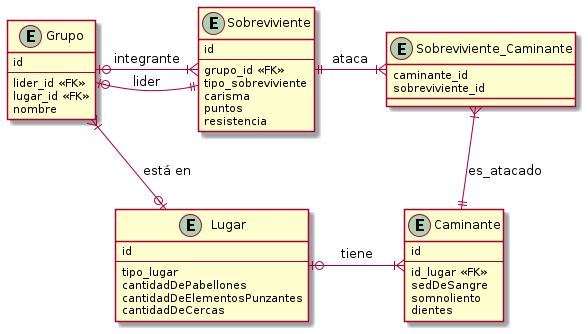 E Grupo
id
lider_id «FK»
lugar_id «FK»
nombre
integrante
lider
E Sobreviviente
id
grupo_id «FK»
tipo_sobreviviente
carisma
puntos
resistencia
ataca
E Sobreviviente_Caminante
caminante_id
sobreviviente_id
está en
es_atacado
E Lugar
id
tipo_lugar
cantidadDePabellones
cantidadDeElementosPunzantes
cantidadDeCercas
tiene
E Caminante
id
id_lugar «FK»
sedDeSangre
somnoliento
dientes